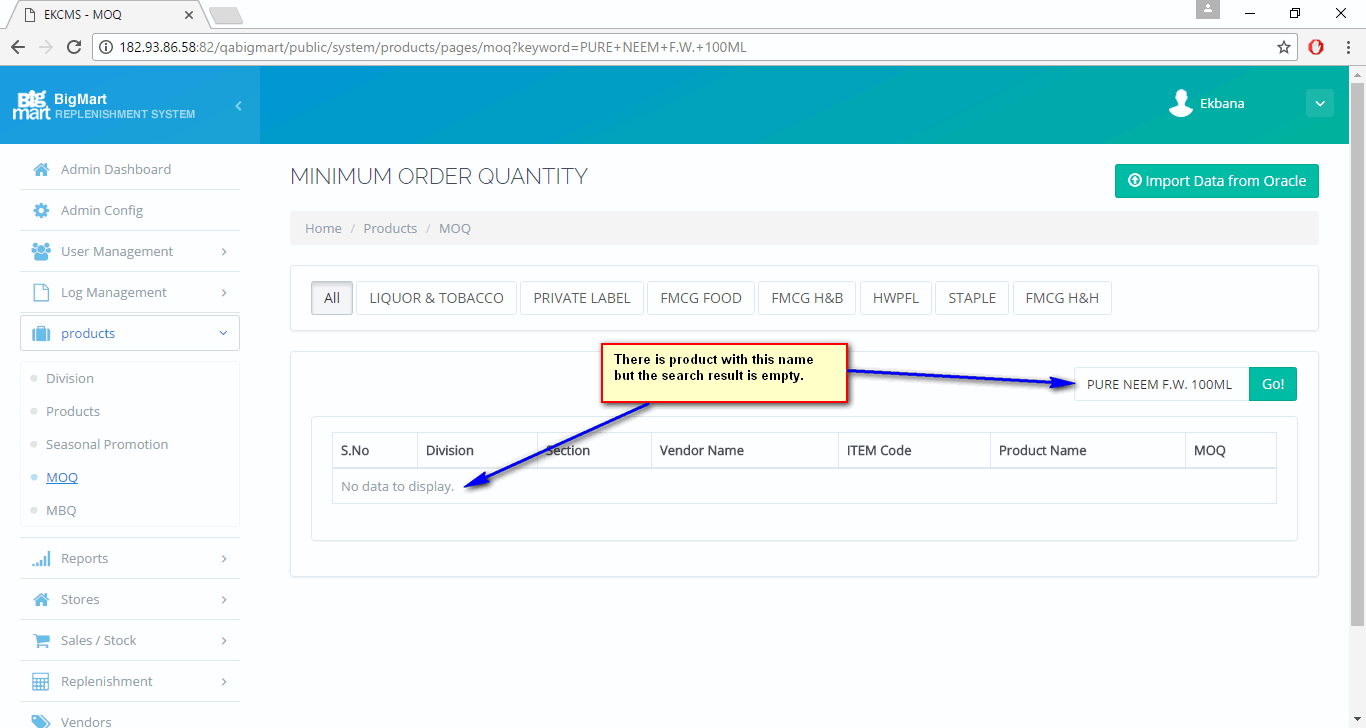 EKCMS - MOQ
182.93.86.58:82/qabigmart/public/system/products/pages/moq?keyword=PURE+NEEM+F.W.+100ML
Big mart
BigMart
REPLENISHMENT SYSTEM
Ekbana
Admin Dashboard
Admin Config
User Management
Log Management
products
Division
Products
Seasonal Promotion
MOQ
MBQ
Reports
Stores
Sales / Stock
Replenishment
Vendors
MINIMUM ORDER QUANTITY
Import Data from Oracle
Home / Products / MOQ
All LIQUOR & TOBACCO PRIVATE LABEL FMCG FOOD FMCG H&B HWPFL STAPLE FMCG H&H
There is product with this name
but the search result is empty.
PURE NEEM F.W. 100ML Go!
S.No Division Section Vendor Name ITEM Code Product Name MOQ
No data to display.